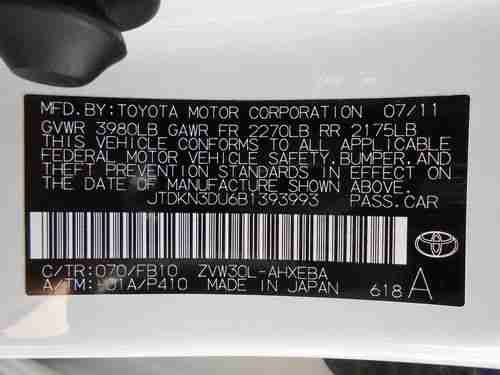 MFD.BY:TOYOTA MOTOR CORPORATION 07/11
GVWR 3980LB GAWR FR 2270LB RR 2175LB
THIS VEHICLE CONFORMS TO ALL APPLICABLE
FEDERAL MOTOR VEHICLE SAFETY,BUMPER,AND
THEFT PREVENTION STANDARDS IN EFFECT ON
THE DATE OF MANUFACTURE SHOWN ABOVE.
JTDKN3DU6B1393993 PASS.CAR
C/TR:070/FB10 ZVW30L-AHXEBA
A/TM:-01A/P410 MADE IN JAPAN 618 A
TOYOTA